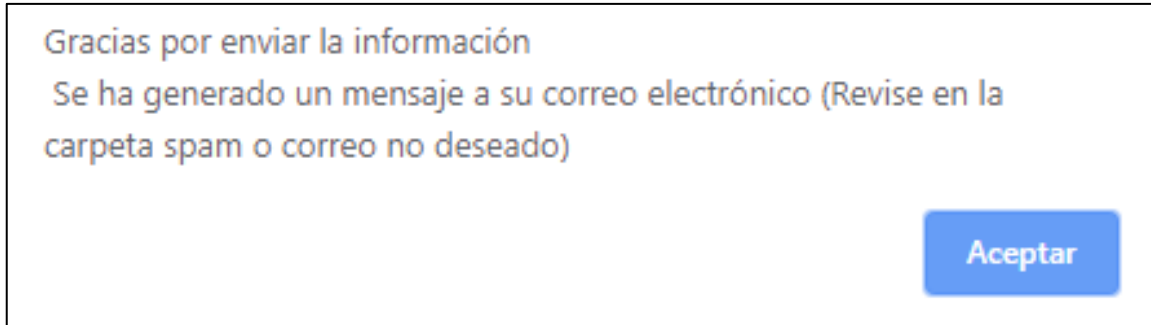 Gracias por enviar la información
Se ha generado un mensaje a su correo electrónico (Revise en la
carpeta spam o correo no deseado)
Aceptar